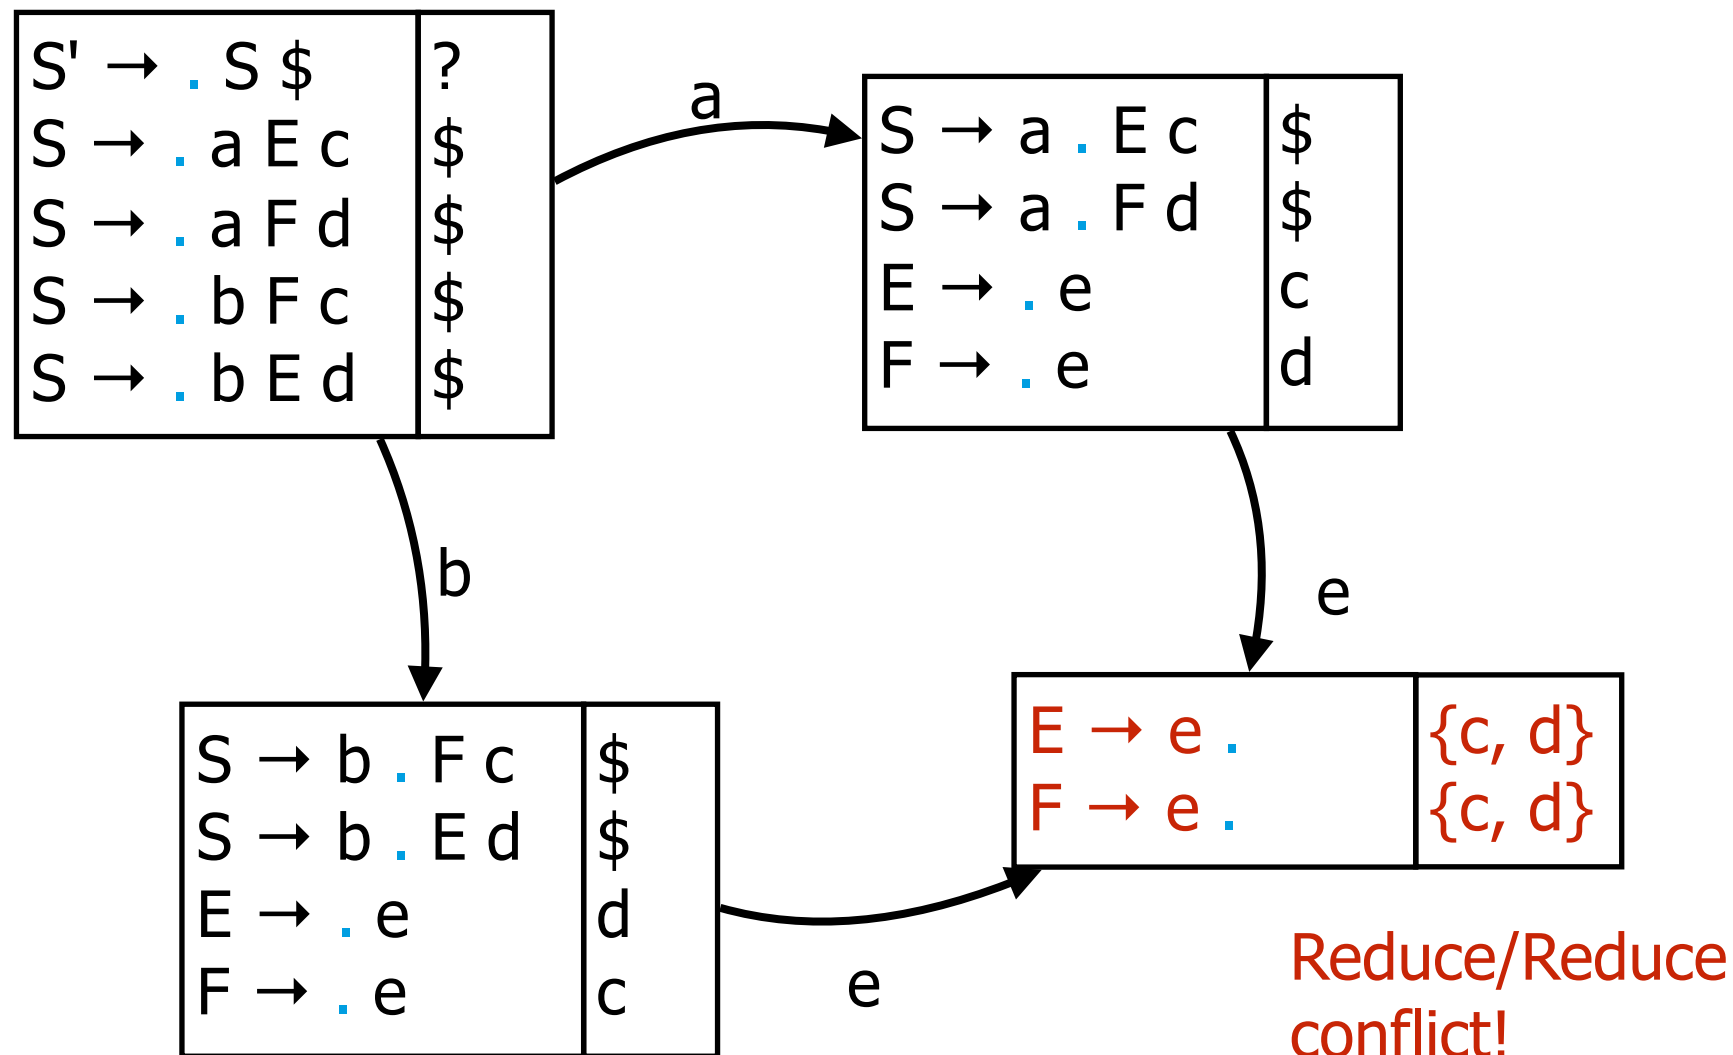 S' → . S $ ?
S → . a E c $
S → . a F d $
S → . b F c $
S → . b E d $
a
S → a . E c $
S → a . F d $
E → . e c
F → . e d
b
e
S → b . F c $
S → b . E d $
E → . e d
F → . e c
e
E → e . {c, d}
F → e . {c, d}
Reduce/Reduce
conflict!